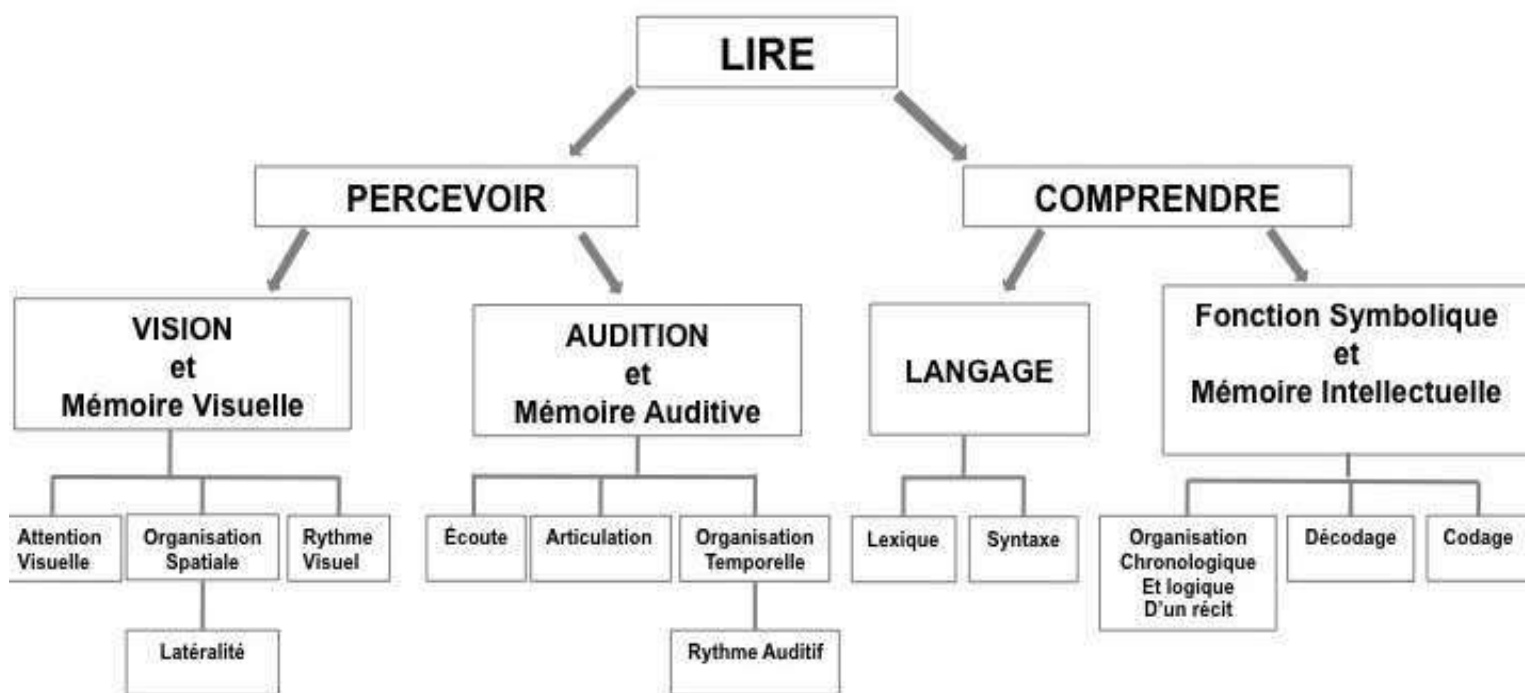 LIRE
PERCEVOIR
COMPRENDRE
VISION
et
Mémoire Visuelle
AUDITION
et
Mémoire Auditive
LANGAGE
Fonction Symbolique
et
Mémoire Intellectuelle
Attention
Visuelle
Organisation
Spatiale
Rythme
Visuel
Écoute
Articulation
Organisation
Temporelle
Lexique
Syntaxe
Organisation
Chronologique
Et logique
D'un récit
Décodage
Codage
Latéralité
Rythme Auditif